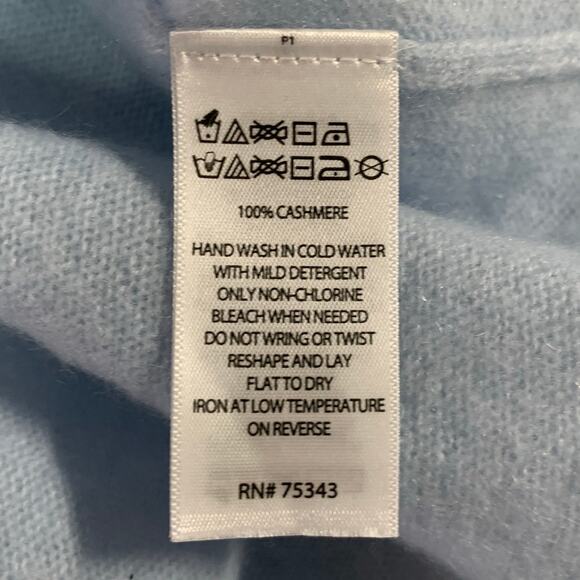 P1
100% CASHMERE
HAND WASH IN COLD WATER
WITH MILD DETERGENT
ONLY NON-CHLORINE
BLEACH WHEN NEEDED
DO NOT WRING OR TWIST
RESHAPE AND LAY
FLAT TO DRY
IRON AT LOW TEMPERATURE
ON REVERSE
RN# 75343